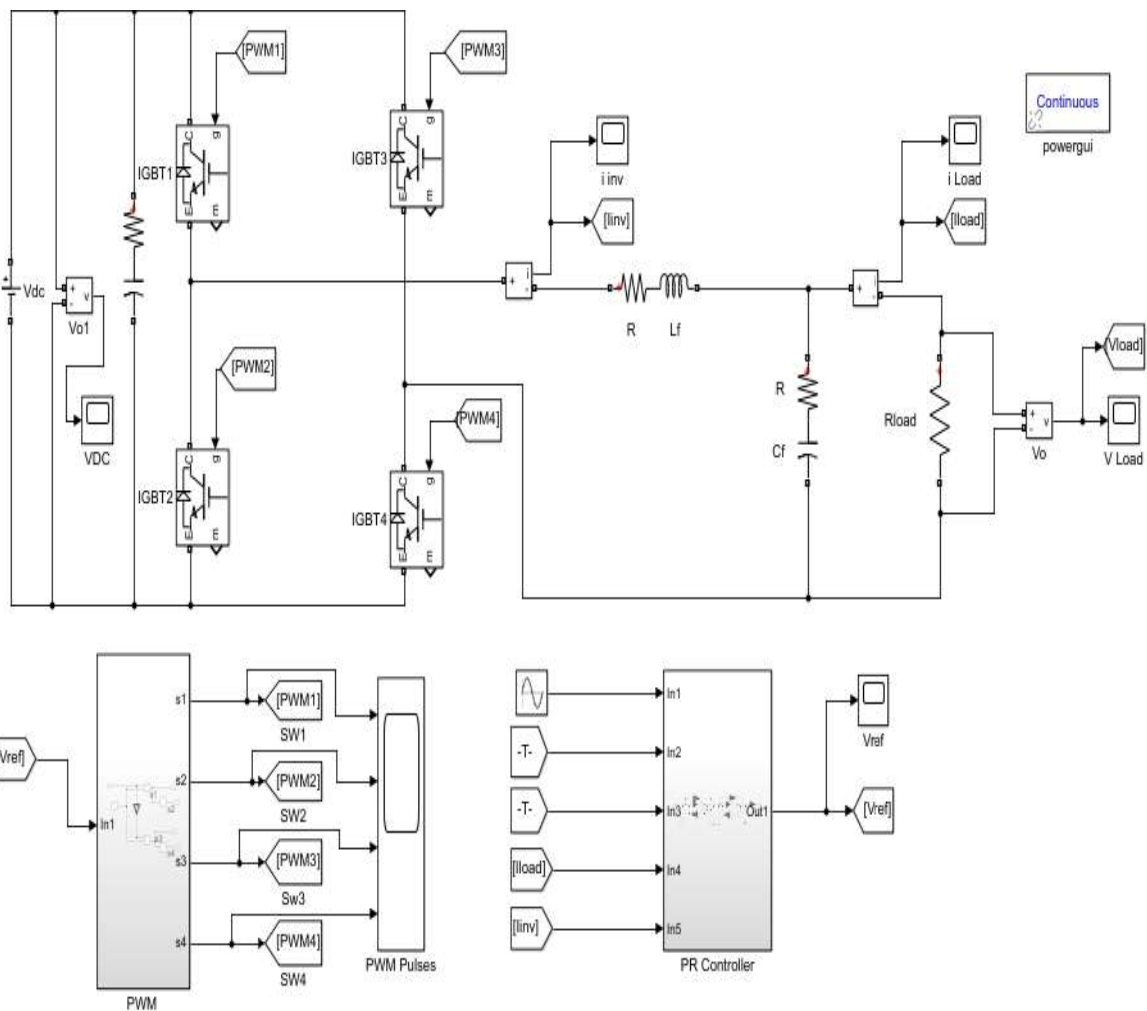 [PWM1]
[PWM3]
Continuous
powergui
C
g
IGBT1
E
m
C
g
IGBT3
E
m
i inv
[Iinv]
i Load
[Iload]
+
Vdc
+
-
v
Vo1
VDC
+
i
-
R
Lf
+
i
-
[PWM2]
[PWM4]
C
g
IGBT2
E
m
C
g
IGBT4
E
m
R
Cf
Rload
+
-
v
Vo
[Vload]
V Load
Vref]
In1
s1
s2
s3
s4
PWM
[PWM1]
SW1
[PWM2]
SW2
[PWM3]
Sw3
[PWM4]
SW4
PWM Pulses
-T-
-T-
[Iload]
[Iinv]
In1
In2
In3
In4
In5
Out1
PR Controller
Vref
[Vref]